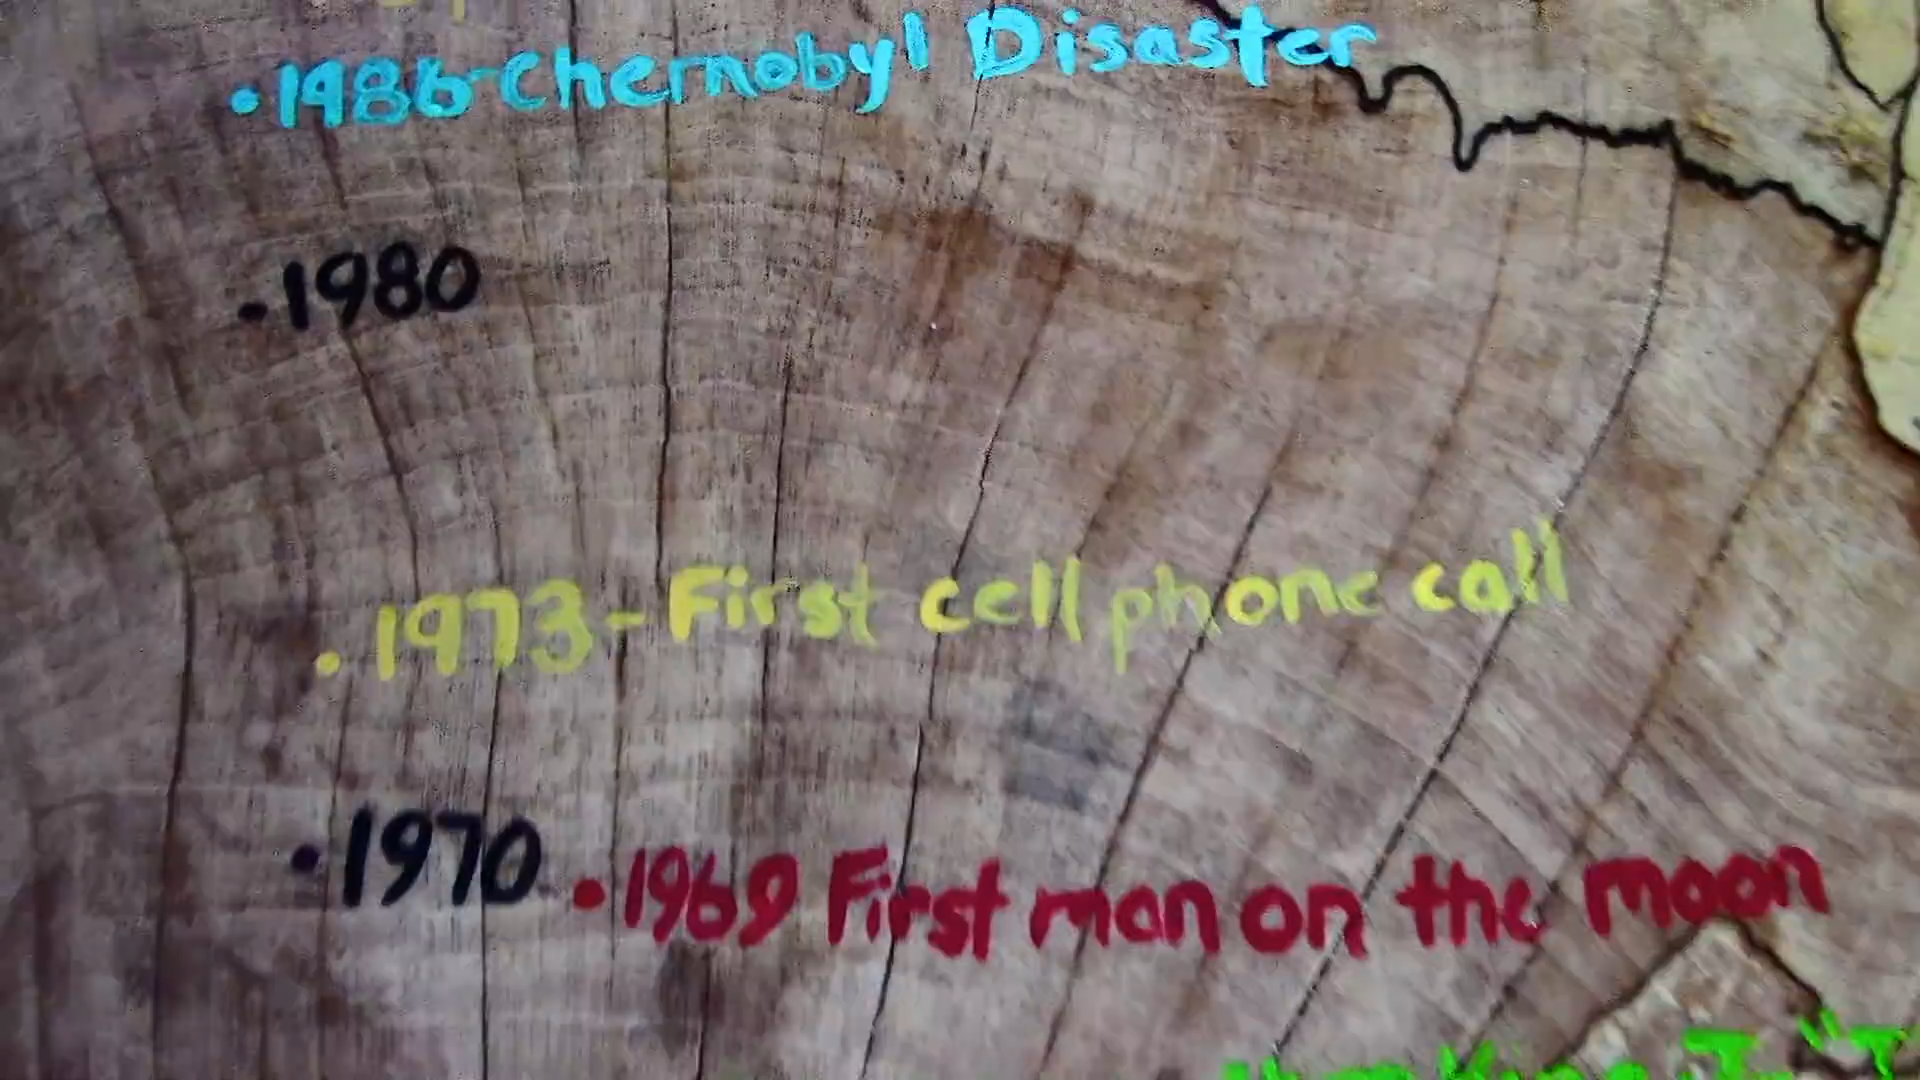 •1986-Chernobyl Disaster
-1980
•1973-First cell phone call
•1970
•1969 First man on the moon